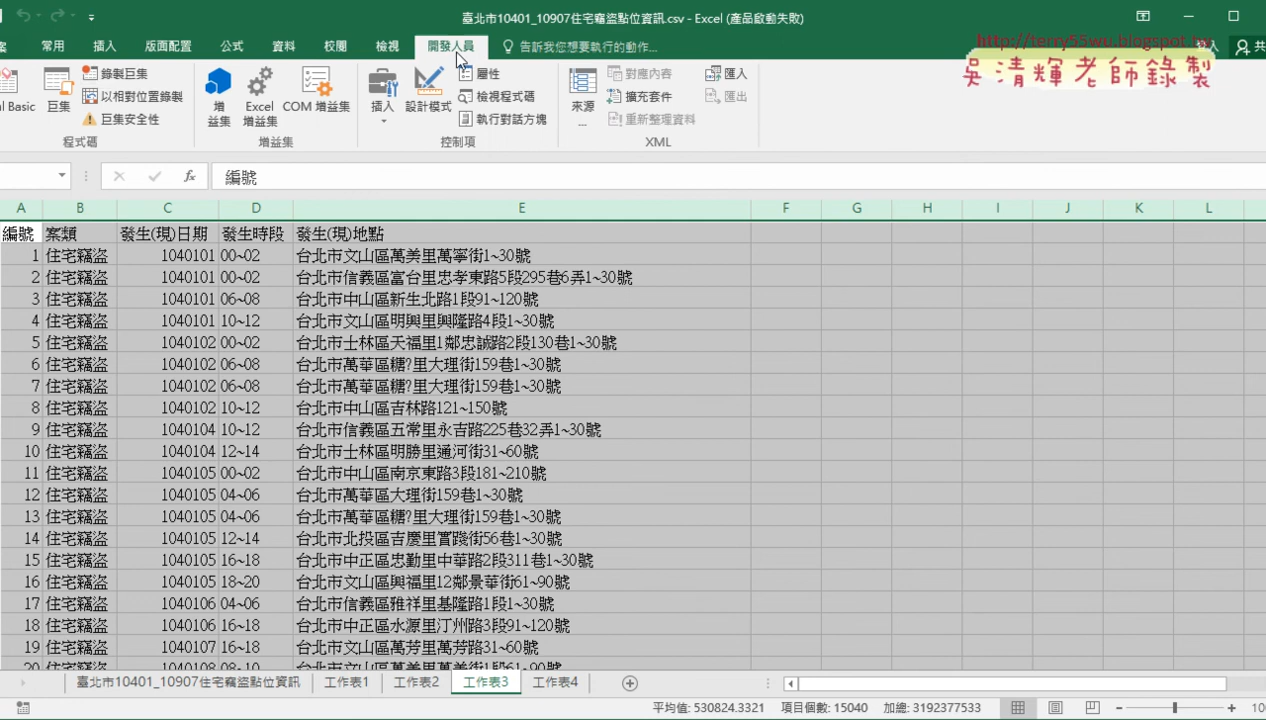 臺北市10401_10907住宅竊盜點位資訊.csv - Excel (產品啟動失敗)
常用 插入 版面配置 公式 資料 校閱 檢視 開發人員 告訴我您想要執行的動作... 登入 共
http://terry55wu.blogspot.tw
吳清輝老師錄製
al Basic 巨集 錄製巨集 以相對位置錄製 巨集安全性
增益集 Excel 增益集 COM 增益集
插入 設計模式 屬性 檢視程式碼 執行對話方塊
來源 ... 對應內容 擴充套件 重新整理資料 匯入 匯出
程式碼 增益集 控制項 XML
fx 編號
A B C D E F G H I J K L
編號 案類 發生(現)日期 發生時段 發生(現)地點
1 住宅竊盜 1040101 00~02 台北市文山區萬美里萬寧街1~30號
2 住宅竊盜 1040101 00~02 台北市信義區富台里忠孝東路5段295巷6弄1~30號
3 住宅竊盜 1040101 06~08 台北市中山區新生北路1段91~120號
4 住宅竊盜 1040101 10~12 台北市文山區明興里興隆路4段1~30號
5 住宅竊盜 1040102 00~02 台北市士林區天福里1鄰忠誠路2段130巷1~30號
6 住宅竊盜 1040102 06~08 台北市萬華區糖?里大理街159巷1~30號
7 住宅竊盜 1040102 06~08 台北市萬華區糖?里大理街159巷1~30號
8 住宅竊盜 1040102 10~12 台北市中山區吉林路121~150號
9 住宅竊盜 1040104 10~12 台北市信義區五常里永吉路225巷32弄1~30號
10 住宅竊盜 1040104 12~14 台北市士林區明勝里通河街31~60號
11 住宅竊盜 1040105 00~02 台北市中山區南京東路3段181~210號
12 住宅竊盜 1040105 04~06 台北市萬華區大理街159巷1~30號
13 住宅竊盜 1040105 04~06 台北市萬華區糖?里大理街159巷1~30號
14 住宅竊盜 1040105 12~14 台北市北投區吉慶里實踐街56巷1~30號
15 住宅竊盜 1040105 16~18 台北市中正區忠勤里中華路2段311巷1~30號
16 住宅竊盜 1040105 18~20 台北市文山區興福里12鄰景華街61~90號
17 住宅竊盜 1040106 04~06 台北市信義區雅祥里基隆路1段1~30號
18 住宅竊盜 1040106 16~18 台北市中正區水源里汀州路3段91~120號
19 住宅竊盜 1040107 16~18 台北市文山區萬芳里萬芳路31~60號
20 住宅竊盜 1040108 08~10 台北市文山區萬美里萬美街1段61~90號
臺北市10401_10907住宅竊盜點位資訊 工作表1 工作表2 工作表3 工作表4
平均值: 530824.3321 項目個數: 15040 加總: 3192377533 10